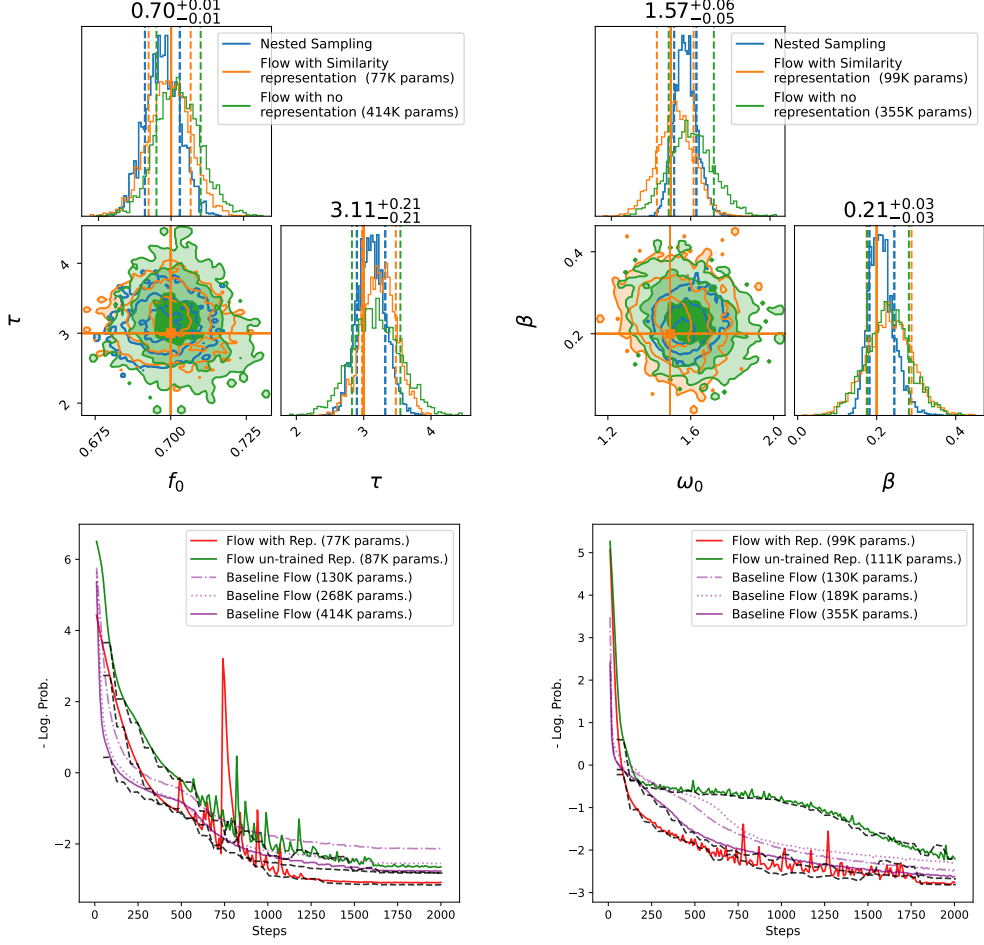 0.70+0.01−0.01
1.57+0.06−0.05
Nested Sampling
Flow with Similarity
representation (77K params)
Flow with no
representation (414K params)
Nested Sampling
Flow with Similarity
representation (99K params)
Flow with no
representation (355K params)
3.11+0.21−0.21
0.21+0.03−0.03
4
3
2
τ
0.4
0.2
β
0.675
0.700
0.725
2
3
4
1.2
1.6
2.0
0.0
0.2
0.4
f0
τ
ω0
β
Flow with Rep. (77K params.)
Flow un-trained Rep. (87K params.)
Baseline Flow (130K params.)
Baseline Flow (268K params.)
Baseline Flow (414K params.)
6
4
2
0
−2
- Log. Prob.
0
250
500
750
1000
1250
1500
1750
2000
Steps
Flow with Rep. (99K params.)
Flow un-trained Rep. (111K params.)
Baseline Flow (130K params.)
Baseline Flow (189K params.)
Baseline Flow (355K params.)
5
4
3
2
1
0
−1
−2
−3
- Log. Prob.
0
250
500
750
1000
1250
1500
1750
2000
Steps